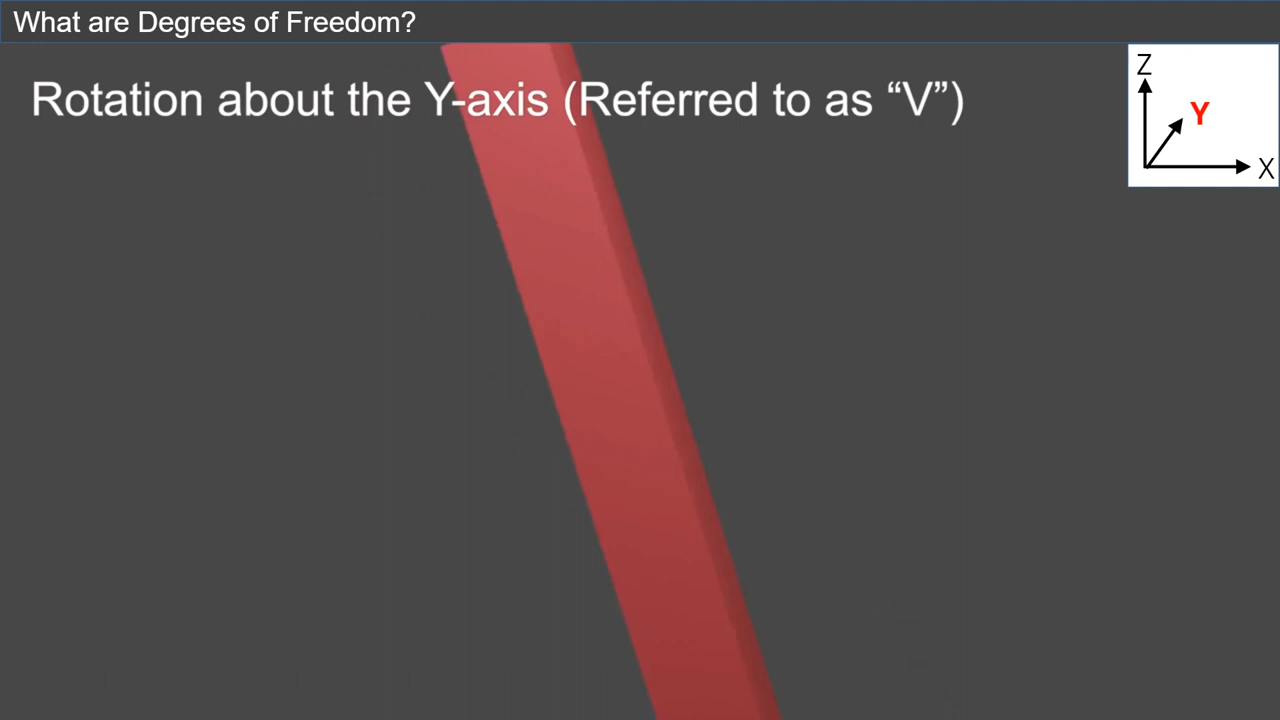 What are Degrees of Freedom?
Rotation about the Y-axis (Referred to as “V”)
Z
Y
X